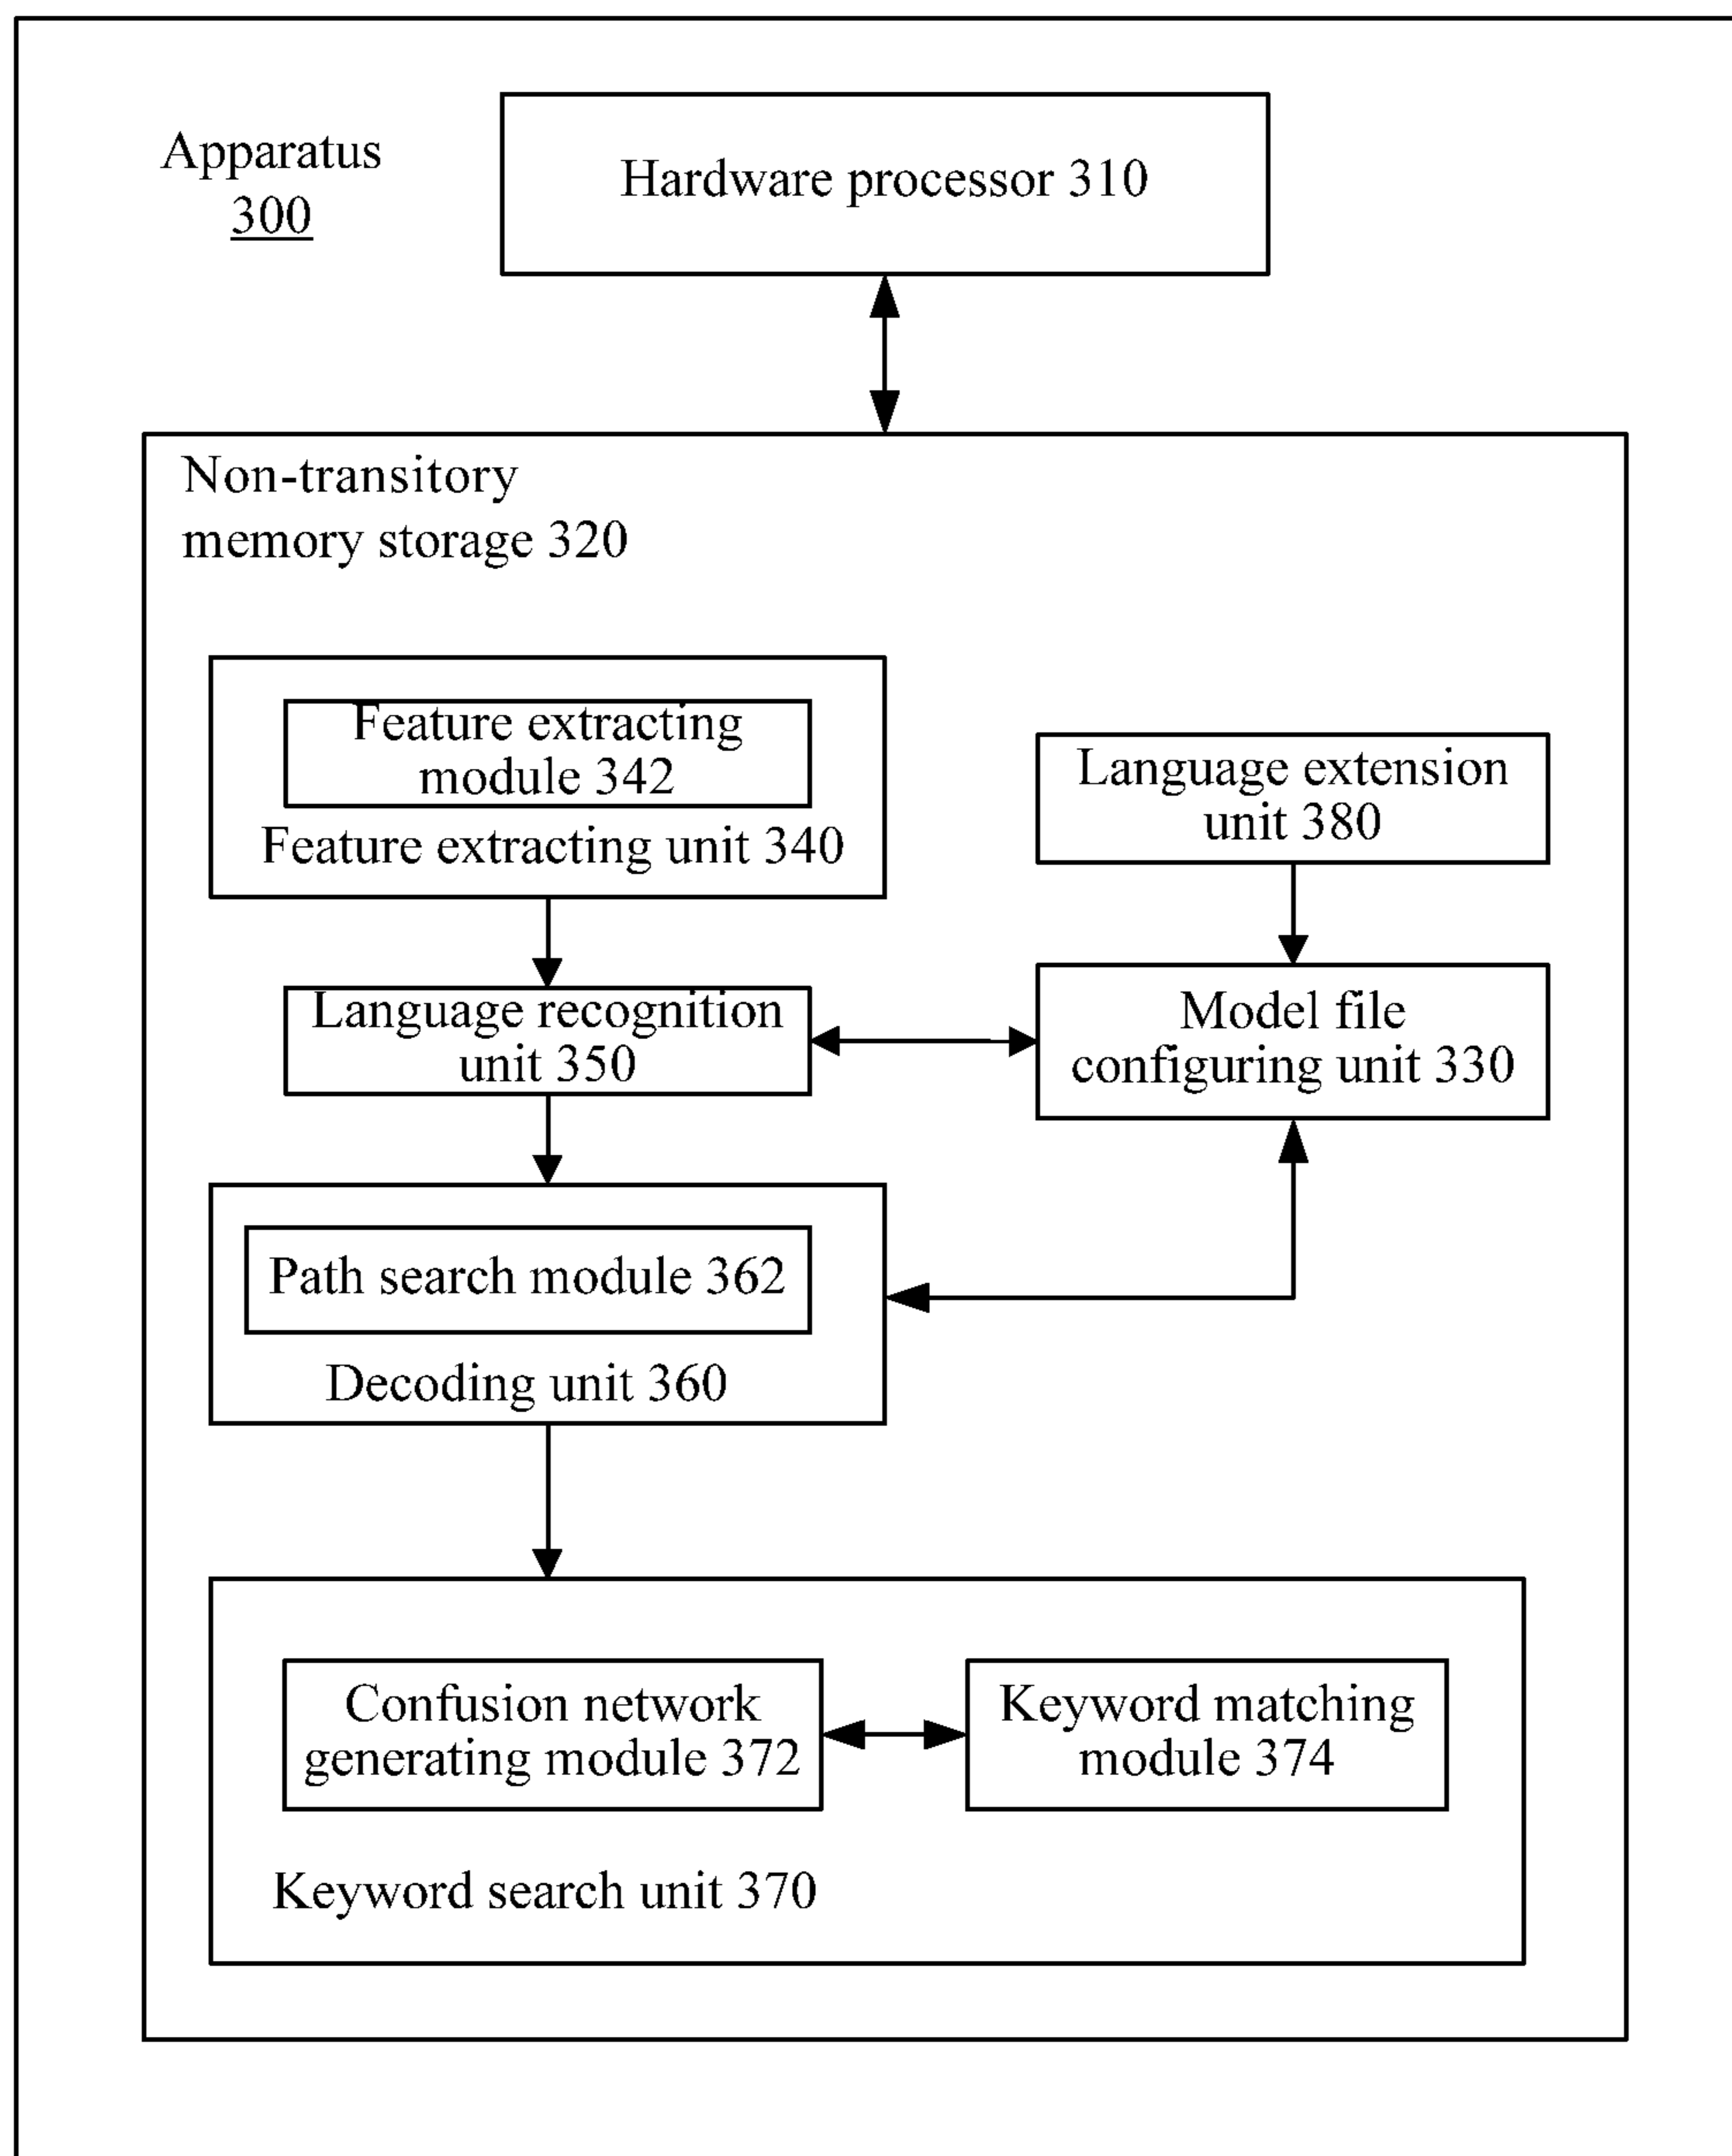 Apparatus
300
Hardware processor 310
Non-transitory
memory storage 320
Feature extracting
module 342
Feature extracting unit 340
Language extension
unit 380
Language recognition
unit 350
Model file
configuring unit 330
Path search module 362
Decoding unit 360
Confusion network
generating module 372
Keyword matching
module 374
Keyword search unit 370